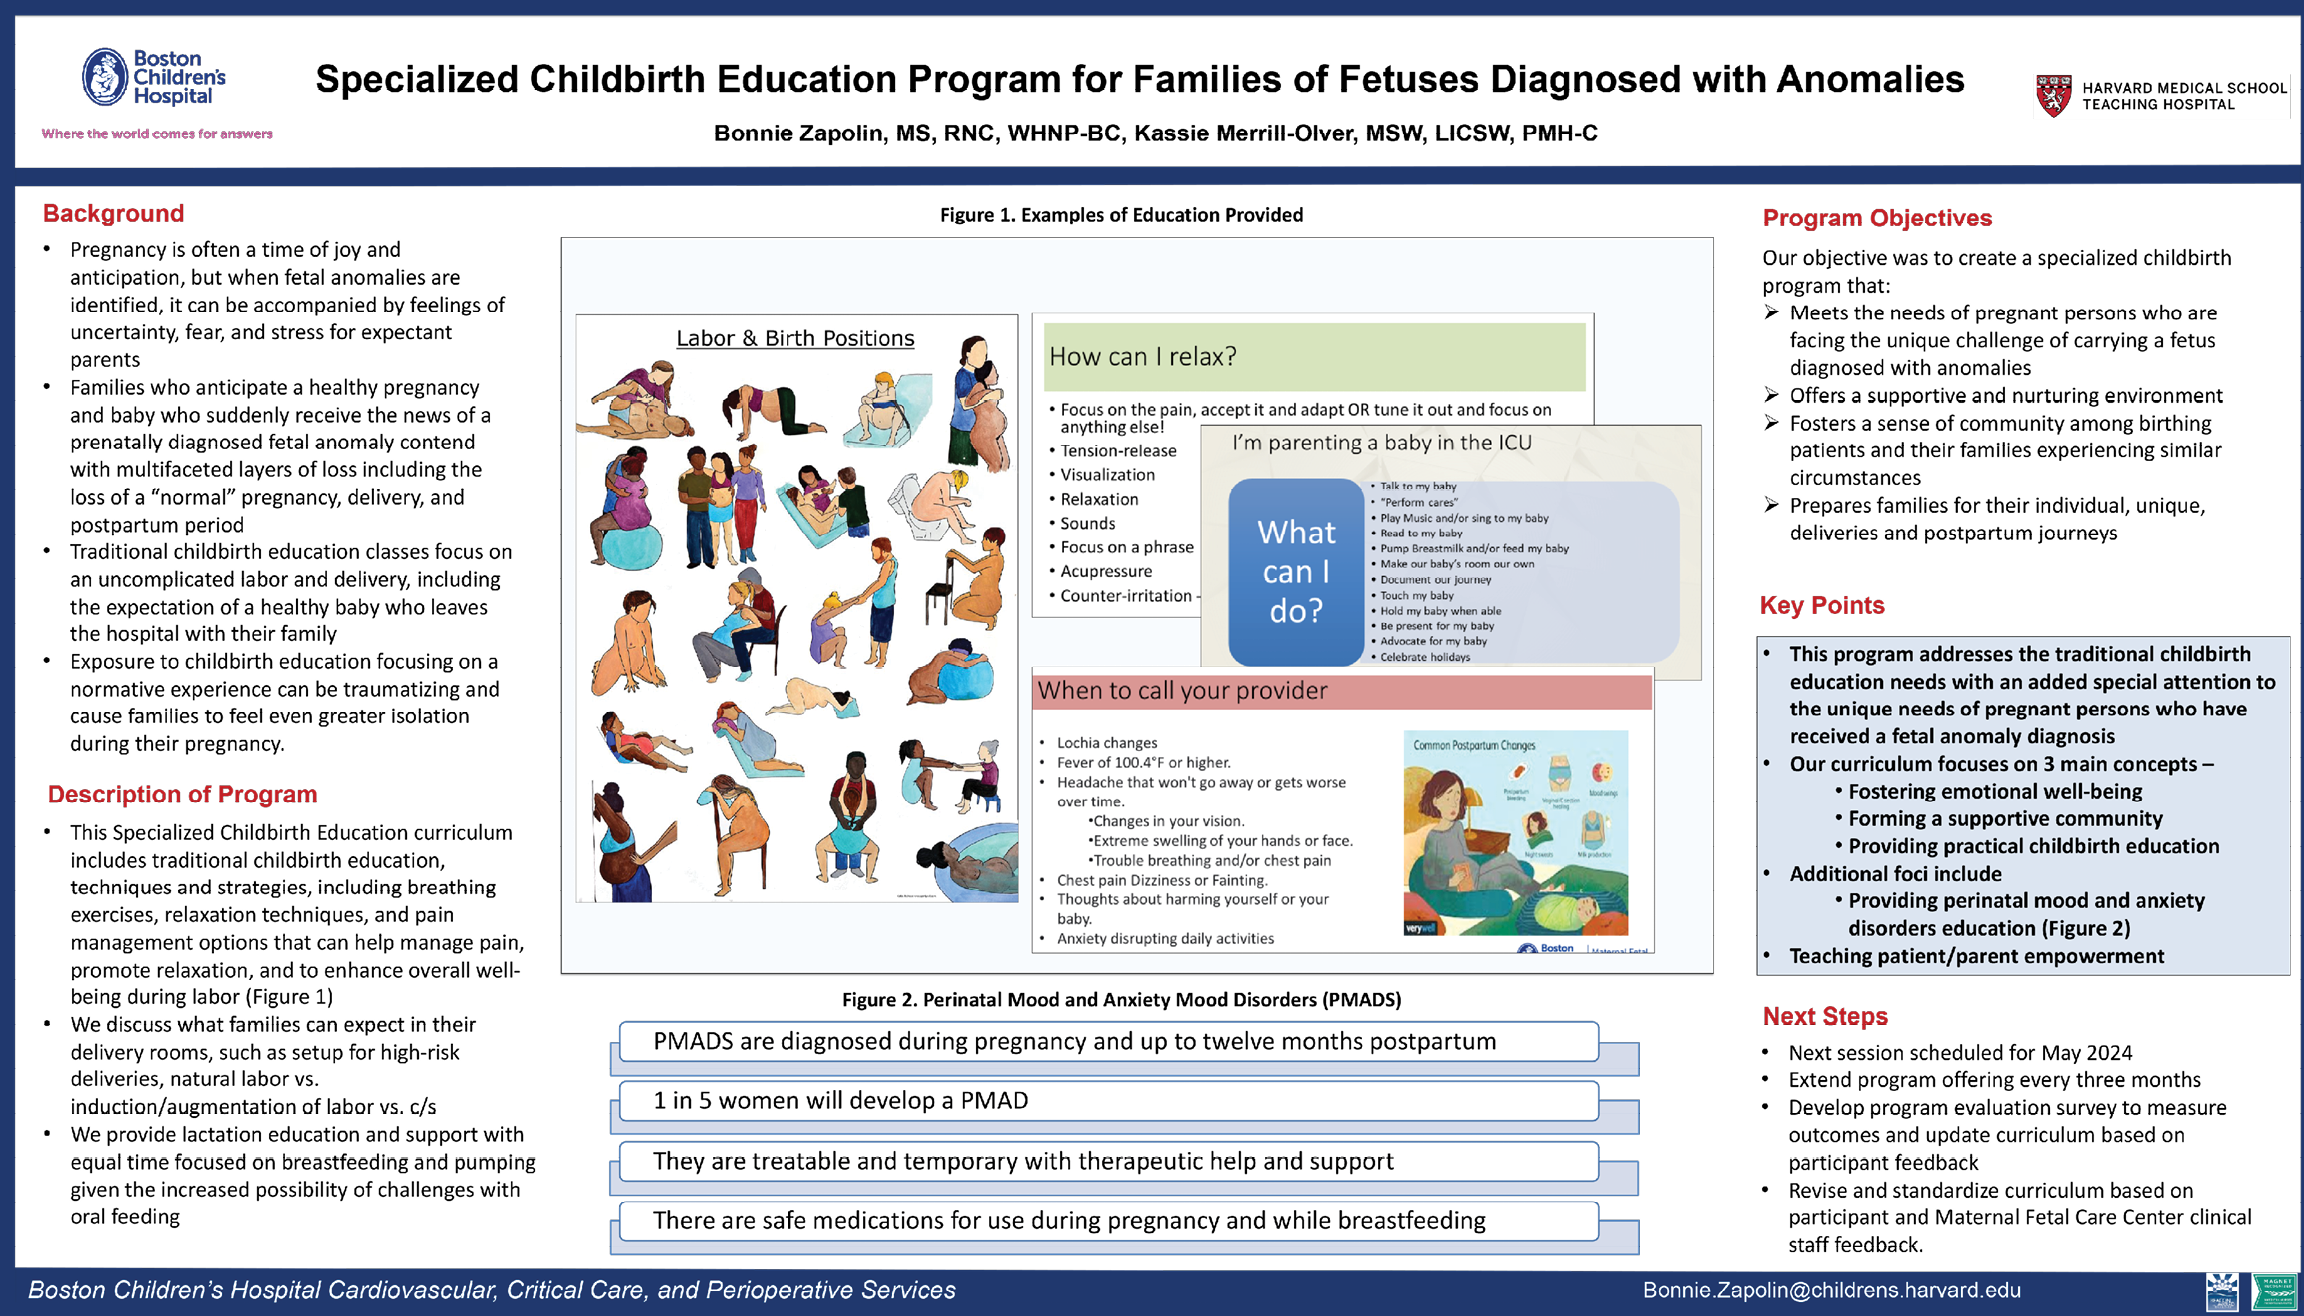 Boston
Children's
Hospital
Where the world comes for answers
Specialized Childbirth Education Program for Families of Fetuses Diagnosed with Anomalies
Bonnie Zapolin, MS, RNC, WHNP-BC, Kassie Merrill-Olver, MSW, LICSW, PMH-C
HARVARD MEDICAL SCHOOL
TEACHING HOSPITAL
Background
• Pregnancy is often a time of joy and
anticipation, but when fetal anomalies are
identified, it can be accompanied by feelings of
uncertainty, fear, and stress for expectant
parents
• Families who anticipate a healthy pregnancy
and baby who suddenly receive the news of a
prenatally diagnosed fetal anomaly contend
with multifaceted layers of loss including the
loss of a “normal” pregnancy, delivery, and
postpartum period
• Traditional childbirth education classes focus on
an uncomplicated labor and delivery, including
the expectation of a healthy baby who leaves
the hospital with their family
• Exposure to childbirth education focusing on a
normative experience can be traumatizing and
cause families to feel even greater isolation
during their pregnancy.
Description of Program
• This Specialized Childbirth Education curriculum
includes traditional childbirth education,
techniques and strategies, including breathing
exercises, relaxation techniques, and pain
management options that can help manage pain,
promote relaxation, and to enhance overall well-
being during labor (Figure 1)
• We discuss what families can expect in their
delivery rooms, such as setup for high-risk
deliveries, natural labor vs.
induction/augmentation of labor vs. c/s
• We provide lactation education and support with
equal time focused on breastfeeding and pumping
given the increased possibility of challenges with
oral feeding
Figure 1. Examples of Education Provided
Labor & Birth Positions
How can I relax?
• Focus on the pain, accept it and adapt OR tune it out and focus on
anything else!
• Tension-release
• Visualization
• Relaxation
• Sounds
• Focus on a phrase
• Acupressure
• Counter-irritation -
I'm parenting a baby in the ICU
What
can I
do?
• Talk to my baby
• “Perform cares”
• Play Music and/or sing to my baby
• Read to my baby
• Pump Breastmilk and/or feed my baby
• Make our baby's room our own
• Document our journey
• Touch my baby
• Hold my baby when able
• Be present for my baby
• Advocate for my baby
• Celebrate holidays
When to call your provider
• Lochia changes
• Fever of 100.4°F or higher.
• Headache that won't go away or gets worse
over time.
•Changes in your vision.
•Extreme swelling of your hands or face.
•Trouble breathing and/or chest pain
• Chest pain Dizziness or Fainting.
• Thoughts about harming yourself or your
baby.
• Anxiety disrupting daily activities
Common Postpartum Changes
Postpartum
bleeding
Mood swings
Night sweats
Milk production
verywell
Boston
Maternal Fetal
Figure 2. Perinatal Mood and Anxiety Mood Disorders (PMADS)
PMADS are diagnosed during pregnancy and up to twelve months postpartum
1 in 5 women will develop a PMAD
They are treatable and temporary with therapeutic help and support
There are safe medications for use during pregnancy and while breastfeeding
Program Objectives
Our objective was to create a specialized childbirth
program that:
➢ Meets the needs of pregnant persons who are
facing the unique challenge of carrying a fetus
diagnosed with anomalies
➢ Offers a supportive and nurturing environment
➢ Fosters a sense of community among birthing
patients and their families experiencing similar
circumstances
➢ Prepares families for their individual, unique,
deliveries and postpartum journeys
Key Points
• This program addresses the traditional childbirth
education needs with an added special attention to
the unique needs of pregnant persons who have
received a fetal anomaly diagnosis
• Our curriculum focuses on 3 main concepts –
• Fostering emotional well-being
• Forming a supportive community
• Providing practical childbirth education
• Additional foci include
• Providing perinatal mood and anxiety
disorders education (Figure 2)
• Teaching patient/parent empowerment
Next Steps
• Next session scheduled for May 2024
• Extend program offering every three months
• Develop program evaluation survey to measure
outcomes and update curriculum based on
participant feedback
• Revise and standardize curriculum based on
participant and Maternal Fetal Care Center clinical
staff feedback.
Boston Children's Hospital Cardiovascular, Critical Care, and Perioperative Services
Bonnie.Zapolin@childrens.harvard.edu
MAGNET